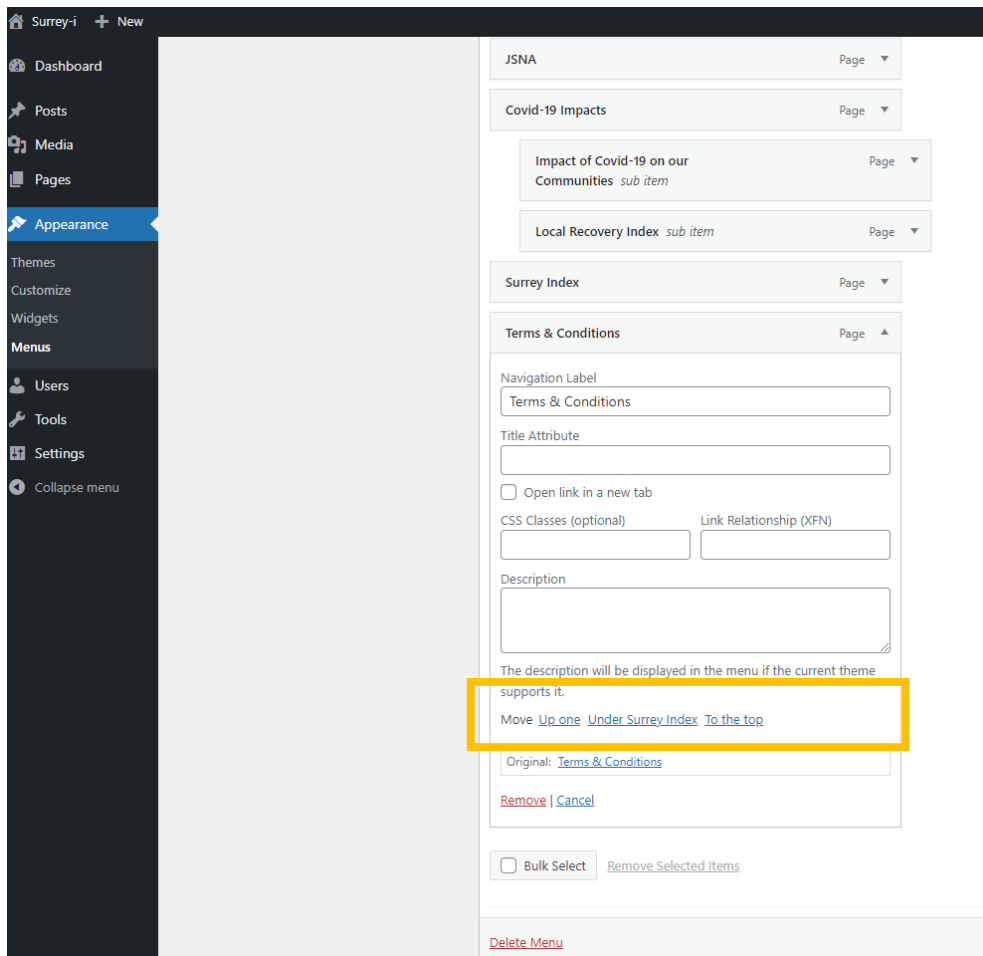 Surrey-i + New
Dashboard
Posts
Media
Pages
Appearance
Themes
Customize
Widgets
Menus
Users
Tools
Settings
Collapse menu
JSNA Page
Covid-19 Impacts Page
Impact of Covid-19 on our Page
Communities sub item
Local Recovery Index sub item Page
Surrey Index Page
Terms & Conditions Page
Navigation Label
Terms & Conditions
Title Attribute
Open link in a new tab
CSS Classes (optional) Link Relationship (XFN)
Description
The description will be displayed in the menu if the current theme
supports it.
Move Up one Under Surrey Index To the top
Original: Terms & Conditions
Remove | Cancel
Bulk Select Remove Selected Items
Delete Menu